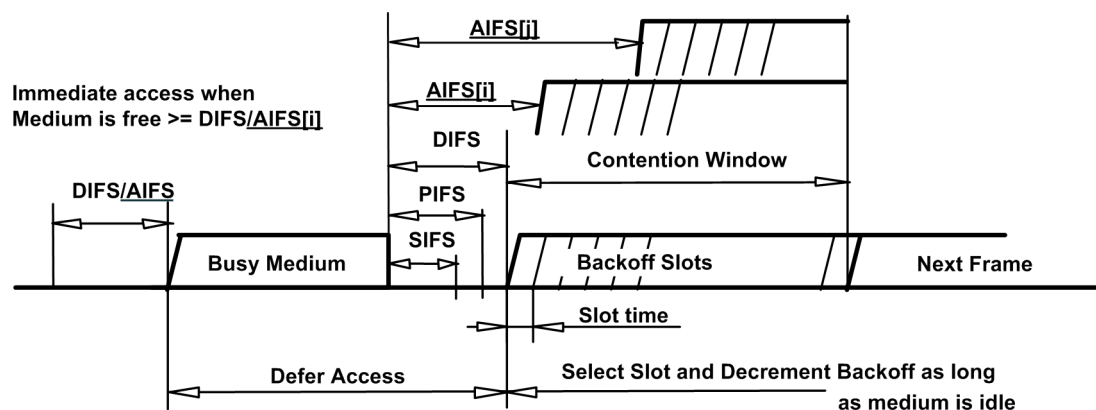 AIFS[j]
Immediate access when
Medium is free >= DIFS/AIFS[i]
AIFS[i]
DIFS
Contention Window
DIFS/AIFS
PIFS
SIFS
Busy Medium
Backoff Slots
Next Frame
Slot time
Defer Access
Select Slot and Decrement Backoff as long
as medium is idle